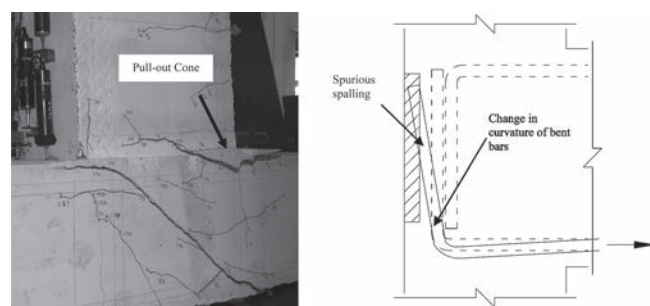 Pull-out Cone
Spurious
spalling
Change in
curvature of bent
bars